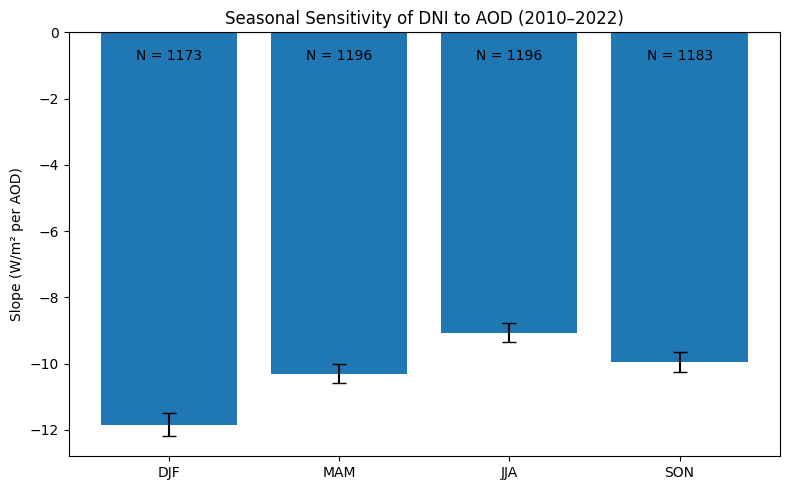 Seasonal Sensitivity of DNI to AOD (2010–2022)
Slope (W/m² per AOD)
0
−2
−4
−6
−8
−10
−12
N = 1173
N = 1196
N = 1196
N = 1183
DJF
MAM
JJA
SON